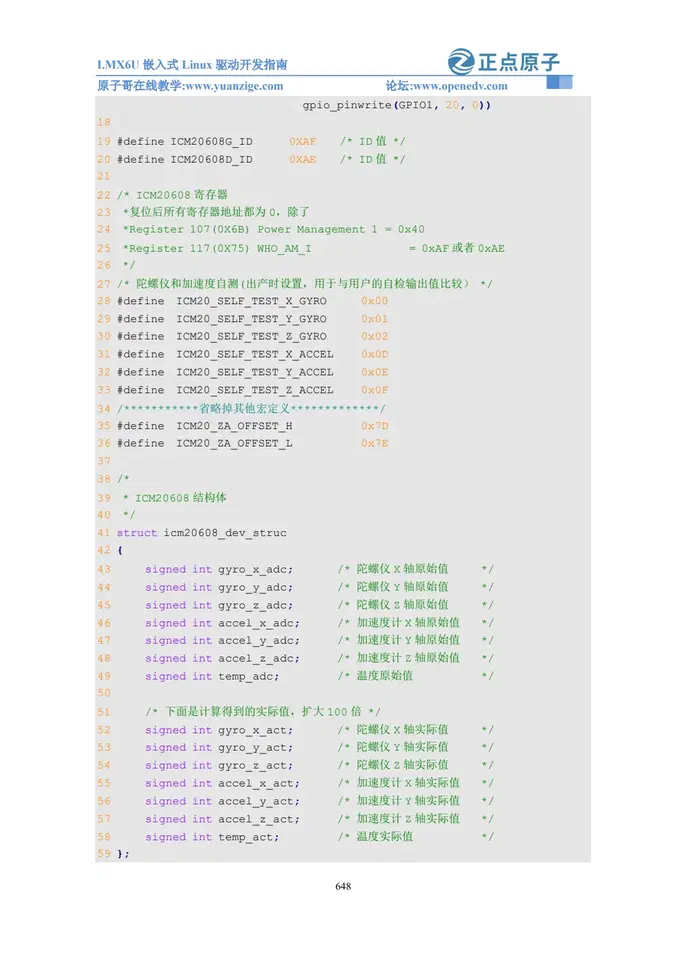 I.MX6U 嵌入式 Linux 驱动开发指南
正点原子
原子哥在线教学:www.yuanzige.com 论坛:www.openedv.com
gpio_pinwrite(GPIO1, 20, 0))
18
19 #define ICM20608G_ID 0XAF /* ID 值 */
20 #define ICM20608D_ID 0XAE /* ID 值 */
21
22 /* ICM20608 寄存器
23 *复位后所有寄存器地址都为 0，除了
24 *Register 107(0X6B) Power Management 1 = 0x40
25 *Register 117(0X75) WHO_AM_I = 0xAF 或者 0xAE
26 */
27 /* 陀螺仪和加速度自测(出产时设置，用于与用户的自检输出值比较） */
28 #define ICM20_SELF_TEST_X_GYRO 0x00
29 #define ICM20_SELF_TEST_Y_GYRO 0x01
30 #define ICM20_SELF_TEST_Z_GYRO 0x02
31 #define ICM20_SELF_TEST_X_ACCEL 0x0D
32 #define ICM20_SELF_TEST_Y_ACCEL 0x0E
33 #define ICM20_SELF_TEST_Z_ACCEL 0x0F
34 /***********省略掉其他宏定义*************/
35 #define ICM20_ZA_OFFSET_H 0x7D
36 #define ICM20_ZA_OFFSET_L 0x7E
37
38 /*
39 * ICM20608 结构体
40 */
41 struct icm20608_dev_struc
42 {
43 signed int gyro_x_adc; /* 陀螺仪 X 轴原始值 */
44 signed int gyro_y_adc; /* 陀螺仪 Y 轴原始值 */
45 signed int gyro_z_adc; /* 陀螺仪 Z 轴原始值 */
46 signed int accel_x_adc; /* 加速度计 X 轴原始值 */
47 signed int accel_y_adc; /* 加速度计 Y 轴原始值 */
48 signed int accel_z_adc; /* 加速度计 Z 轴原始值 */
49 signed int temp_adc; /* 温度原始值 */
50
51 /* 下面是计算得到的实际值，扩大 100 倍 */
52 signed int gyro_x_act; /* 陀螺仪 X 轴实际值 */
53 signed int gyro_y_act; /* 陀螺仪 Y 轴实际值 */
54 signed int gyro_z_act; /* 陀螺仪 Z 轴实际值 */
55 signed int accel_x_act; /* 加速度计 X 轴实际值 */
56 signed int accel_y_act; /* 加速度计 Y 轴实际值 */
57 signed int accel_z_act; /* 加速度计 Z 轴实际值 */
58 signed int temp_act; /* 温度实际值 */
59 };
648